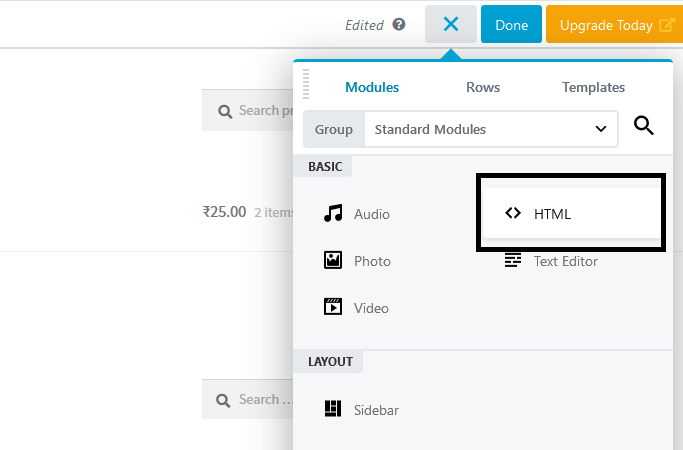 Edited
Done
Upgrade Today
Modules
Rows
Templates
Search pr
Group
Standard Modules
BASIC
₹25.00 2 items
Audio
HTML
Photo
Text Editor
Video
LAYOUT
Search …
Sidebar